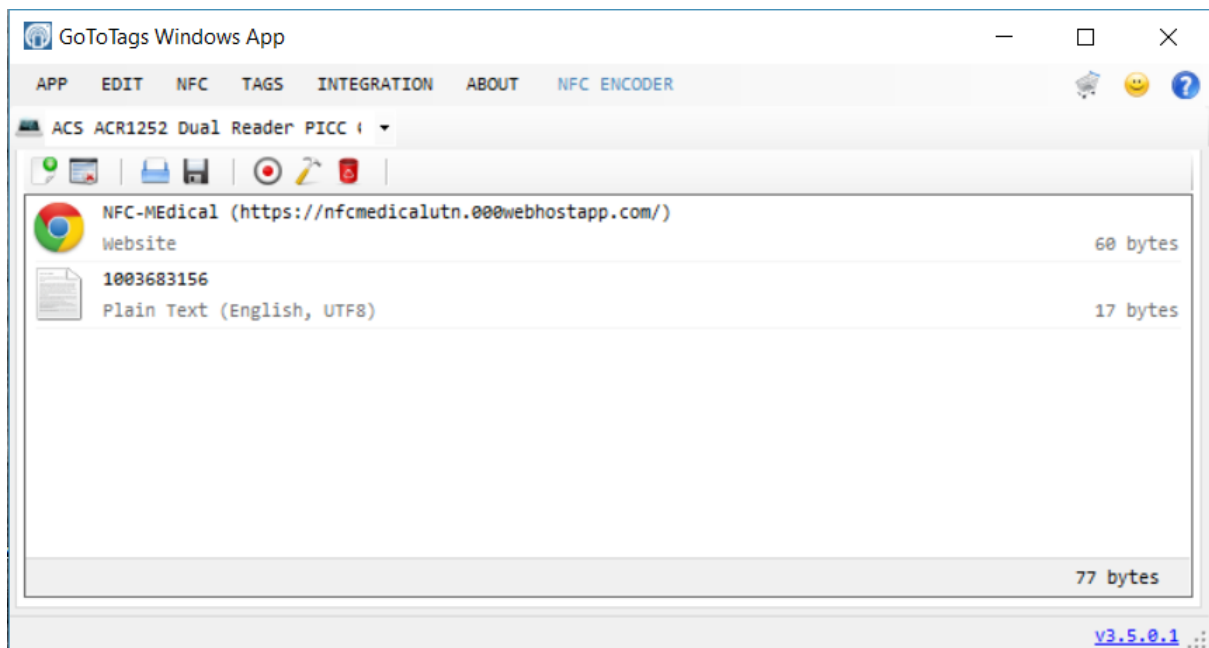 GoToTags Windows App
APP EDIT NFC TAGS INTEGRATION ABOUT NFC ENCODER
ACS ACR1252 Dual Reader PICC
NFC-MEdical (https://nfcmedicalutn.000webhostapp.com/)
Website 60 bytes
1003683156
Plain Text (English, UTF8) 17 bytes
77 bytes
v3.5.0.1